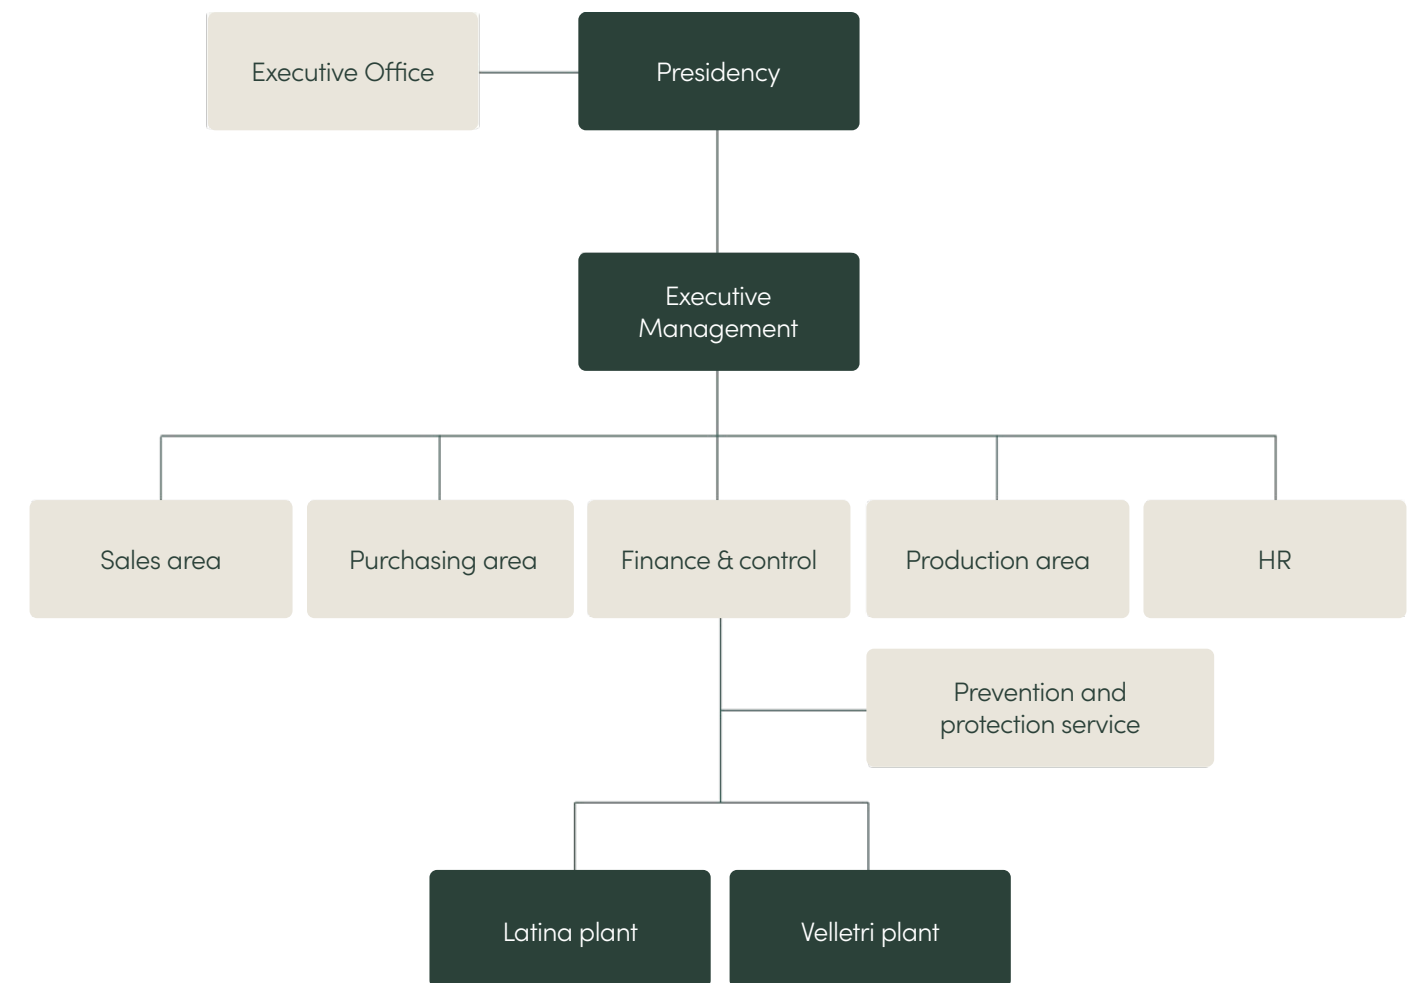 Executive Office
Presidency
Executive
Management
Sales area
Purchasing area
Finance & control
Production area
HR
Prevention and
protection service
Latina plant
Velletri plant